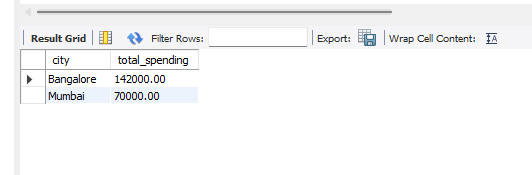 Result Grid Filter Rows: Export: Wrap Cell Content:
city total_spending
Bangalore 142000.00
Mumbai 70000.00